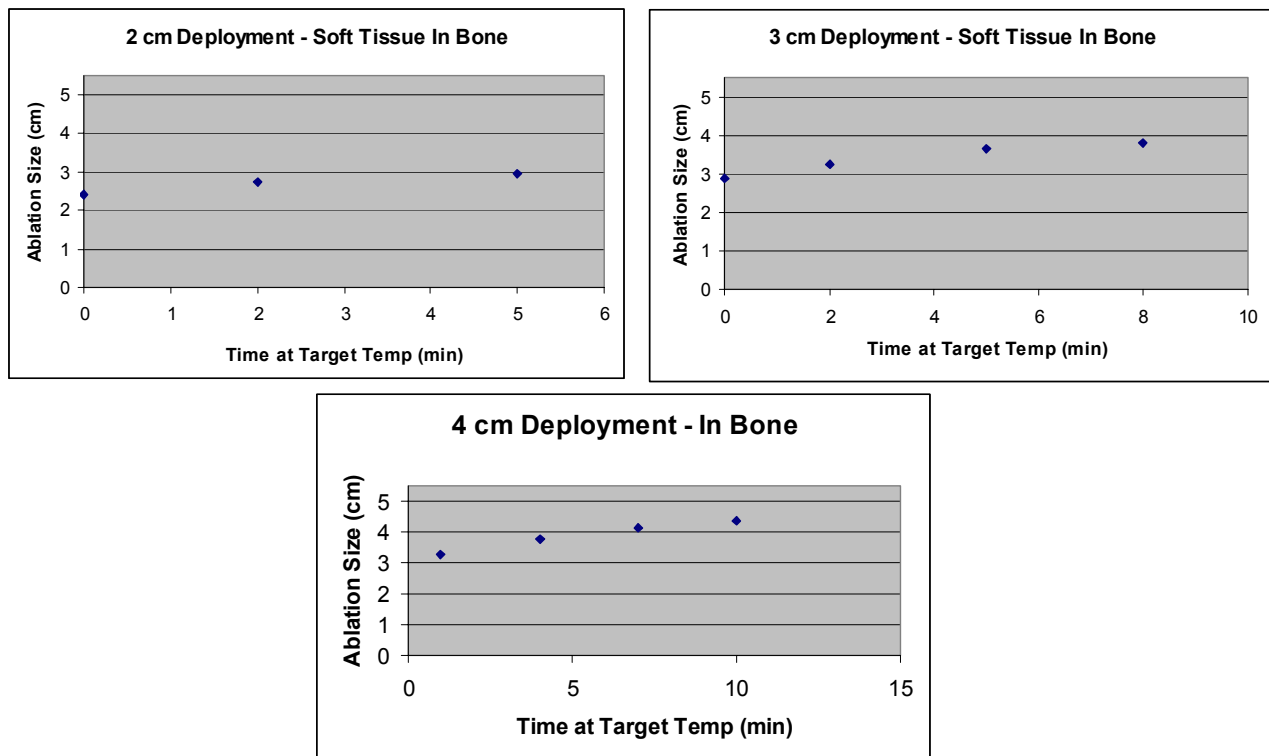 2 cm Deployment - Soft Tissue In Bone
Ablation Size (cm)
5
4
3
2
1
0
0 1 2 3 4 5 6
Time at Target Temp (min)
3 cm Deployment - Soft Tissue In Bone
Ablation Size (cm)
5
4
3
2
1
0
0 2 4 6 8 10
Time at Target Temp (min)
4 cm Deployment - In Bone
Ablation Size (cm)
5
4
3
2
1
0
0 5 10 15
Time at Target Temp (min)